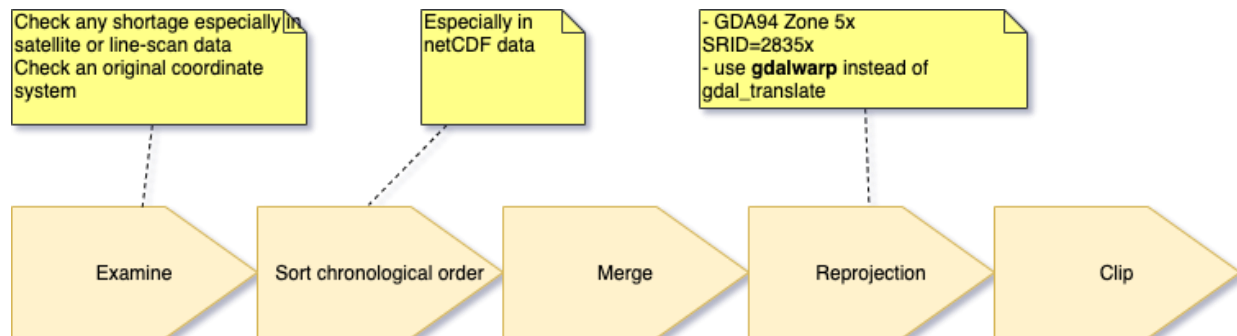 Check any shortage especially in
satellite or line-scan data
Check an original coordinate
system
Especially in
netCDF data
- GDA94 Zone 5x
SRID=2835x
- use gdalwarp instead of
gdal_translate
Examine
Sort chronological order
Merge
Reprojection
Clip